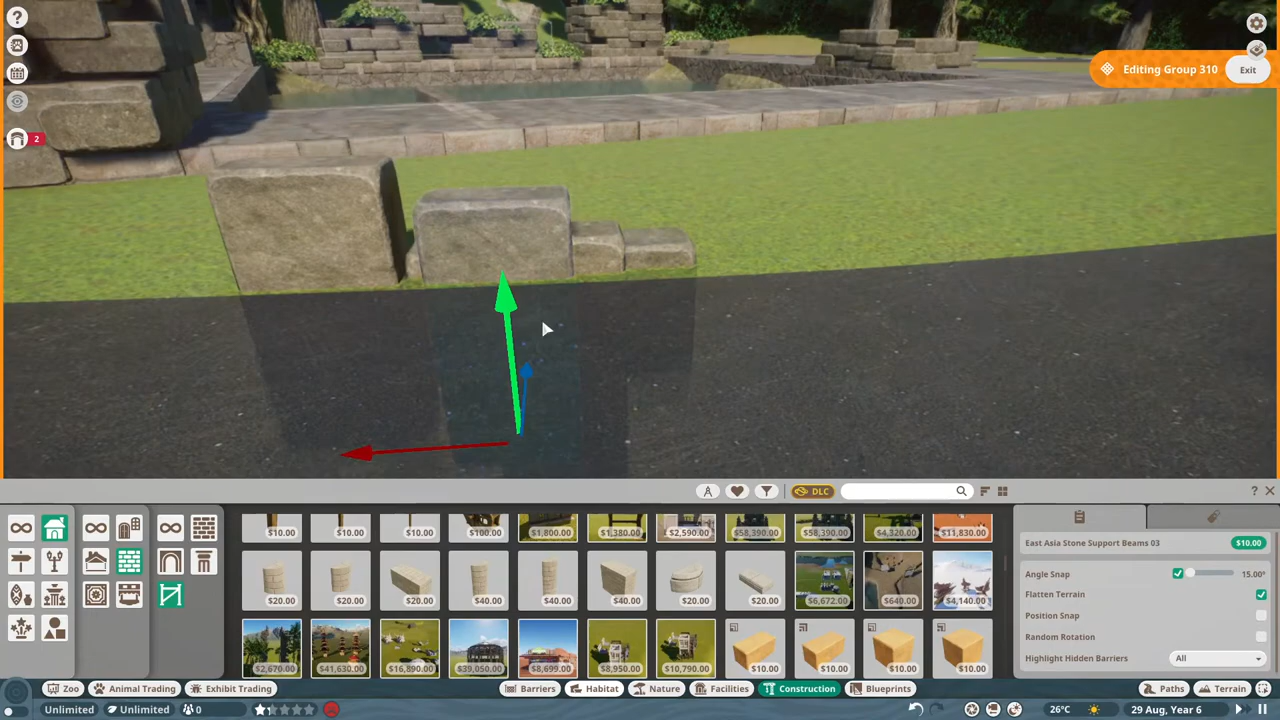 ?
Editing Group 310
Exit
2
DLC
? ×
$10.00 $10.00 $10.00 $100.00 $1,800.00 $1,380.00 $2,590.00 $58,390.00 $58,390.00 $4,320.00 $11,830.00
$20.00 $20.00 $20.00 $40.00 $40.00 $40.00 $20.00 $20.00 $6,672.00 $640.00 $4,140.00
$2,670.00 $41,630.00 $16,890.00 $39,050.00 $8,699.00 $8,950.00 $10,790.00 $10.00 $10.00 $10.00 $10.00
East Asia Stone Support Beams 03 $10.00
Angle Snap 15.00°
Flatten Terrain
Position Snap
Random Rotation
Highlight Hidden Barriers All
Zoo Animal Trading Exhibit Trading Barriers Habitat Nature Facilities Construction Blueprints Paths Terrain
Unlimited Unlimited 0 26°C 29 Aug, Year 6